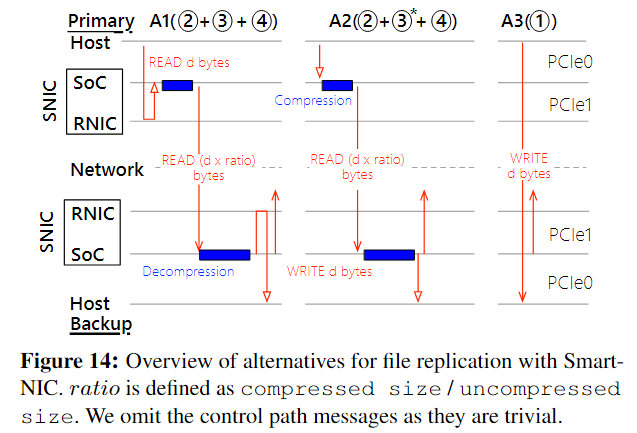 Primary A1(②+③+④) A2(②+③*+④) A3(①)
Host
READ d bytes
PCIe0
SNIC
SoC
Compression
PCIe1
RNIC
Network
READ (d x ratio) bytes
READ (d x ratio) bytes
WRITE d bytes
SNIC
RNIC
PCIe1
SoC
Decompression
WRITE d bytes
PCIe0
Host
Backup
Figure 14: Overview of alternatives for file replication with Smart-
NIC. ratio is defined as compressed size / uncompressed
size. We omit the control path messages as they are trivial.